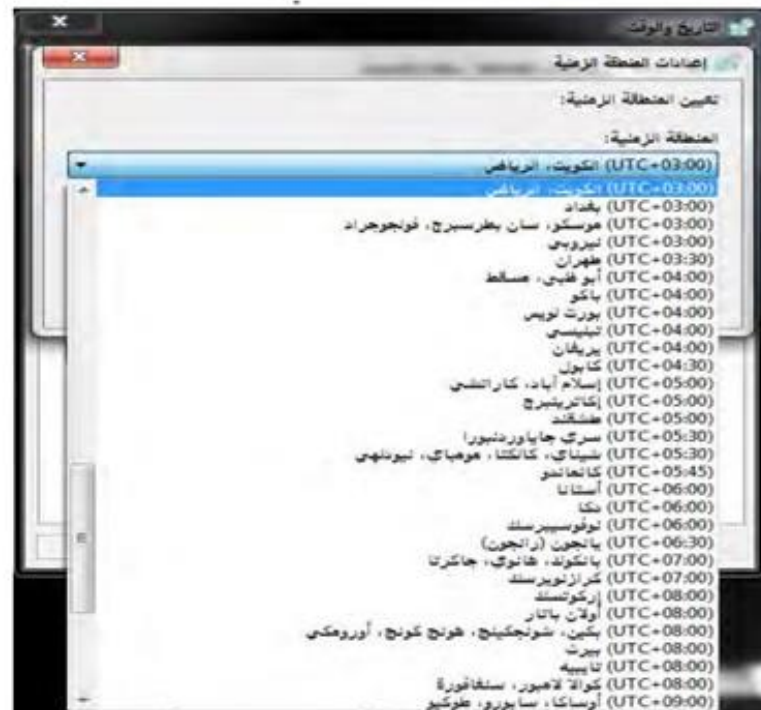 التاريخ والوقت
إعدادات المنطقة الزمنية
تعيين المنطقة الزمنية:
المنطقة الزمنية:
(UTC+03:00) الكويت، الرياض
(UTC+03:00) الكويت، الرياض
(UTC+03:00) بغداد
(UTC+03:00) موسكو، سان بطرسبرج، فولجوجراد
(UTC+03:00) نيروبي
(UTC+03:30) طهران
(UTC+04:00) أبو ظبي، مسقط
(UTC+04:00) باكو
(UTC+04:00) بورت لويس
(UTC+04:00) تبليسي
(UTC+04:00) يريفان
(UTC+04:30) كابول
(UTC+05:00) إسلام آباد، كاراتشي
(UTC+05:00) إكاترينبرج
(UTC+05:00) طشقند
(UTC+05:30) سري جاياوردنبورا
(UTC+05:30) شيناي، كالكتا، مومباي، نيودلهي
(UTC+05:45) كاتماندو
(UTC+06:00) أستانا
(UTC+06:00) دكا
(UTC+06:00) نوفوسيبرسك
(UTC+06:30) يانجون (رانجون)
(UTC+07:00) بانكوك، هانوي، جاكرتا
(UTC+07:00) كرازنويرسك
(UTC+08:00) إركوتسك
(UTC+08:00) أولان باتار
(UTC+08:00) بكين، شونجكينج، هونج كونج، أورومكي
(UTC+08:00) بيرث
(UTC+08:00) تايبيه
(UTC+08:00) كوالا لامبور، سنغافورة
(UTC+09:00) أوساكا، سابورو، طوكيو